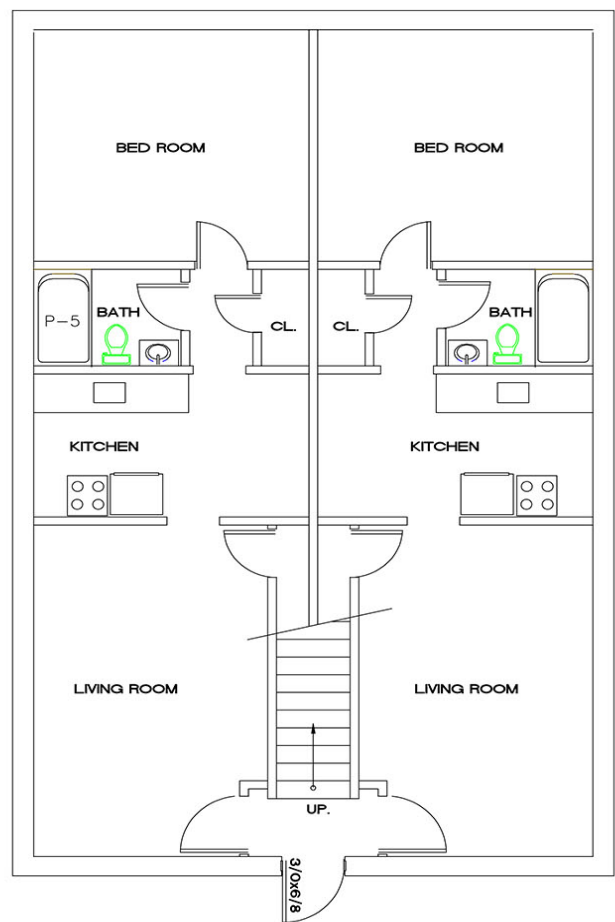 BED ROOM
BED ROOM
P-5
BATH
CL.
CL.
BATH
KITCHEN
KITCHEN
LIVING ROOM
LIVING ROOM
UP.
3/0x6/8